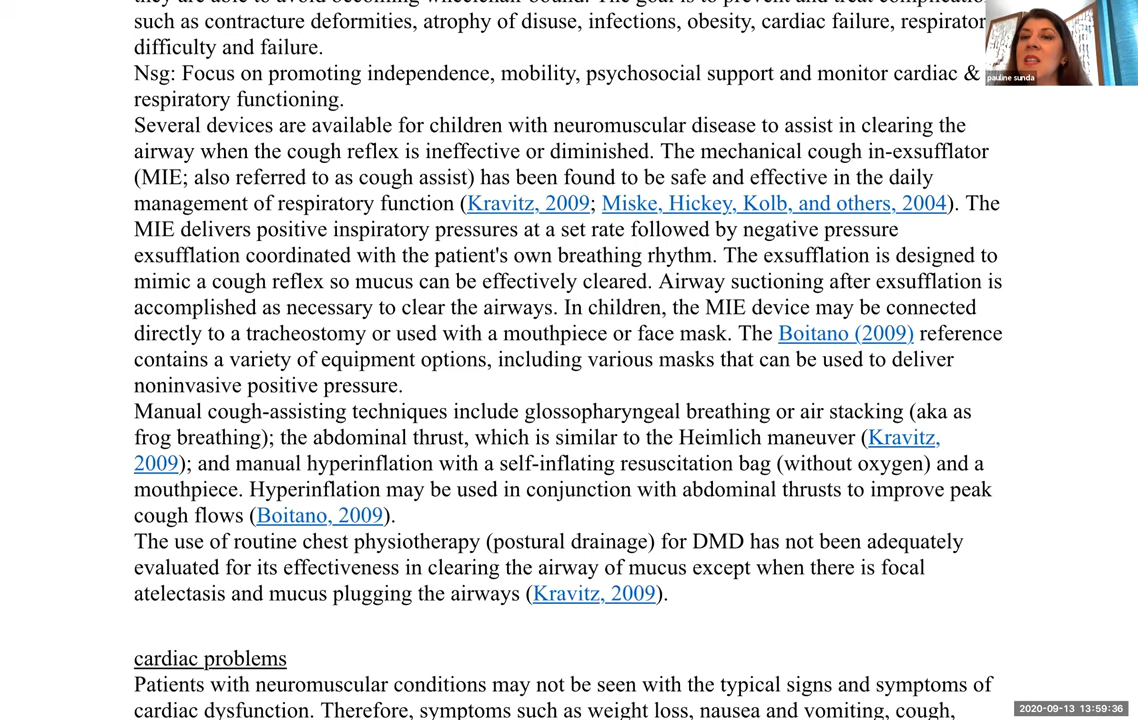 such as contracture deformities, atrophy of disuse, infections, obesity, cardiac failure, respirator
difficulty and failure.
Nsg: Focus on promoting independence, mobility, psychosocial support and monitor cardiac &
respiratory functioning.
Several devices are available for children with neuromuscular disease to assist in clearing the
airway when the cough reflex is ineffective or diminished. The mechanical cough in-exsufflator
(MIE; also referred to as cough assist) has been found to be safe and effective in the daily
management of respiratory function (Kravitz, 2009; Miske, Hickey, Kolb, and others, 2004). The
MIE delivers positive inspiratory pressures at a set rate followed by negative pressure
exsufflation coordinated with the patient's own breathing rhythm. The exsufflation is designed to
mimic a cough reflex so mucus can be effectively cleared. Airway suctioning after exsufflation is
accomplished as necessary to clear the airways. In children, the MIE device may be connected
directly to a tracheostomy or used with a mouthpiece or face mask. The Boitano (2009) reference
contains a variety of equipment options, including various masks that can be used to deliver
noninvasive positive pressure.
Manual cough-assisting techniques include glossopharyngeal breathing or air stacking (aka as
frog breathing); the abdominal thrust, which is similar to the Heimlich maneuver (Kravitz,
2009); and manual hyperinflation with a self-inflating resuscitation bag (without oxygen) and a
mouthpiece. Hyperinflation may be used in conjunction with abdominal thrusts to improve peak
cough flows (Boitano, 2009).
The use of routine chest physiotherapy (postural drainage) for DMD has not been adequately
evaluated for its effectiveness in clearing the airway of mucus except when there is focal
atelectasis and mucus plugging the airways (Kravitz, 2009).
cardiac problems
Patients with neuromuscular conditions may not be seen with the typical signs and symptoms of
cardiac dysfunction. Therefore, symptoms such as weight loss, nausea and vomiting, cough,
pauline sunda
2020-09-13 13:59:36